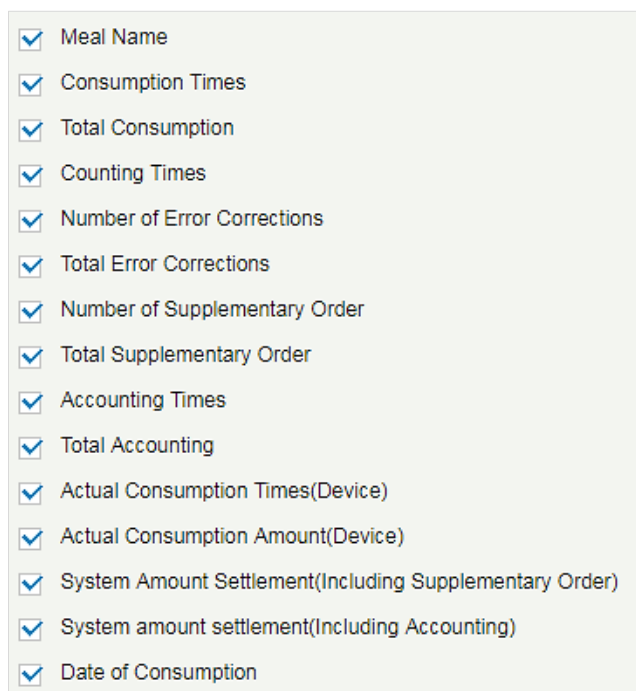 Meal Name
Consumption Times
Total Consumption
Counting Times
Number of Error Corrections
Total Error Corrections
Number of Supplementary Order
Total Supplementary Order
Accounting Times
Total Accounting
Actual Consumption Times(Device)
Actual Consumption Amount(Device)
System Amount Settlement(Including Supplementary Order)
System amount settlement(Including Accounting)
Date of Consumption